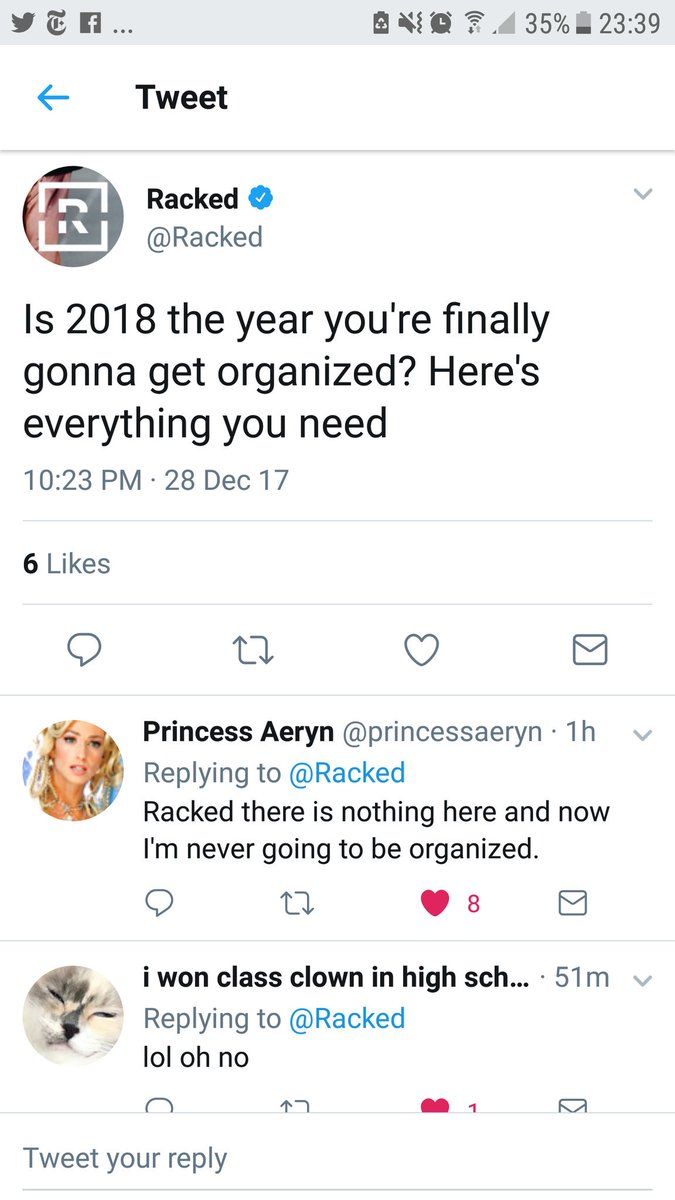 ... 35% 23:39
Tweet
R
Racked
@Racked
Is 2018 the year you're finally
gonna get organized? Here's
everything you need
10:23 PM · 28 Dec 17
6 Likes
Princess Aeryn @princessaeryn · 1h
Replying to @Racked
Racked there is nothing here and now
I'm never going to be organized.
8
i won class clown in high sch... · 51m
Replying to @Racked
lol oh no
1
Tweet your reply